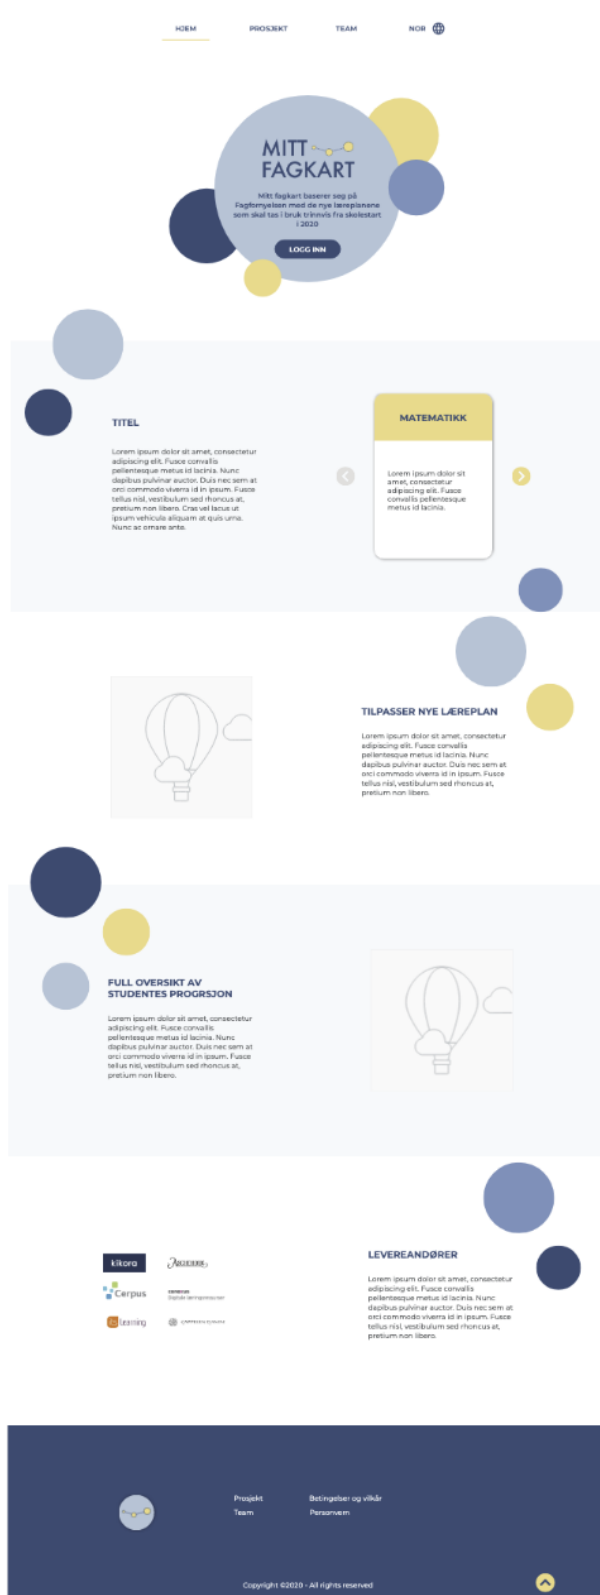 HJEM
PROSJEKT
TEAM
NOR
MITT
FAGKART
Mitt fagkart baserer seg på
Fagfornyelsen med de nye læreplanene
som skal tas i bruk trinnvis fra skolestart
i 2020
LOGG INN
TITEL
Lorem ipsum dolor sit amet, consectetur
adipiscing elit. Fusce convallis
pellentesque metus id lacinia. Nunc
dapibus pulvinar auctor. Duis nec sem at
orci commodo viverra id in ipsum. Fusce
tellus nisl, vestibulum sed rhoncus at,
pretium non libero. Cras vel lacus ut
ipsum vehicula aliquam at quis urna.
Nunc ac ornare ante.
MATEMATIKK
Lorem ipsum dolor sit
amet, consectetur
adipiscing elit. Fusce
convallis pellentesque
metus id lacinia.
TILPASSER NYE LÆREPLAN
Lorem ipsum dolor sit amet, consectetur
adipiscing elit. Fusce convallis
pellentesque metus id lacinia. Nunc
dapibus pulvinar auctor. Duis nec sem at
orci commodo viverra id in ipsum. Fusce
tellus nisl, vestibulum sed rhoncus at,
pretium non libero.
FULL OVERSIKT AV
STUDENTES PROGRSJON
Lorem ipsum dolor sit amet, consectetur
adipiscing elit. Fusce convallis
pellentesque metus id lacinia. Nunc
dapibus pulvinar auctor. Duis nec sem at
orci commodo viverra id in ipsum. Fusce
tellus nisl, vestibulum sed rhoncus at,
pretium non libero.
kikora
Cerpus
learning
LEVEREANDØRER
Lorem ipsum dolor sit amet, consectetur
adipiscing elit. Fusce convallis
pellentesque metus id lacinia. Nunc
dapibus pulvinar auctor. Duis nec sem at
orci commodo viverra id in ipsum. Fusce
tellus nisl, vestibulum sed rhoncus at,
pretium non libero.
Prosjekt
Team
Betingelser og vilkår
Personvern
Copyright ©2020 - All rights reserved